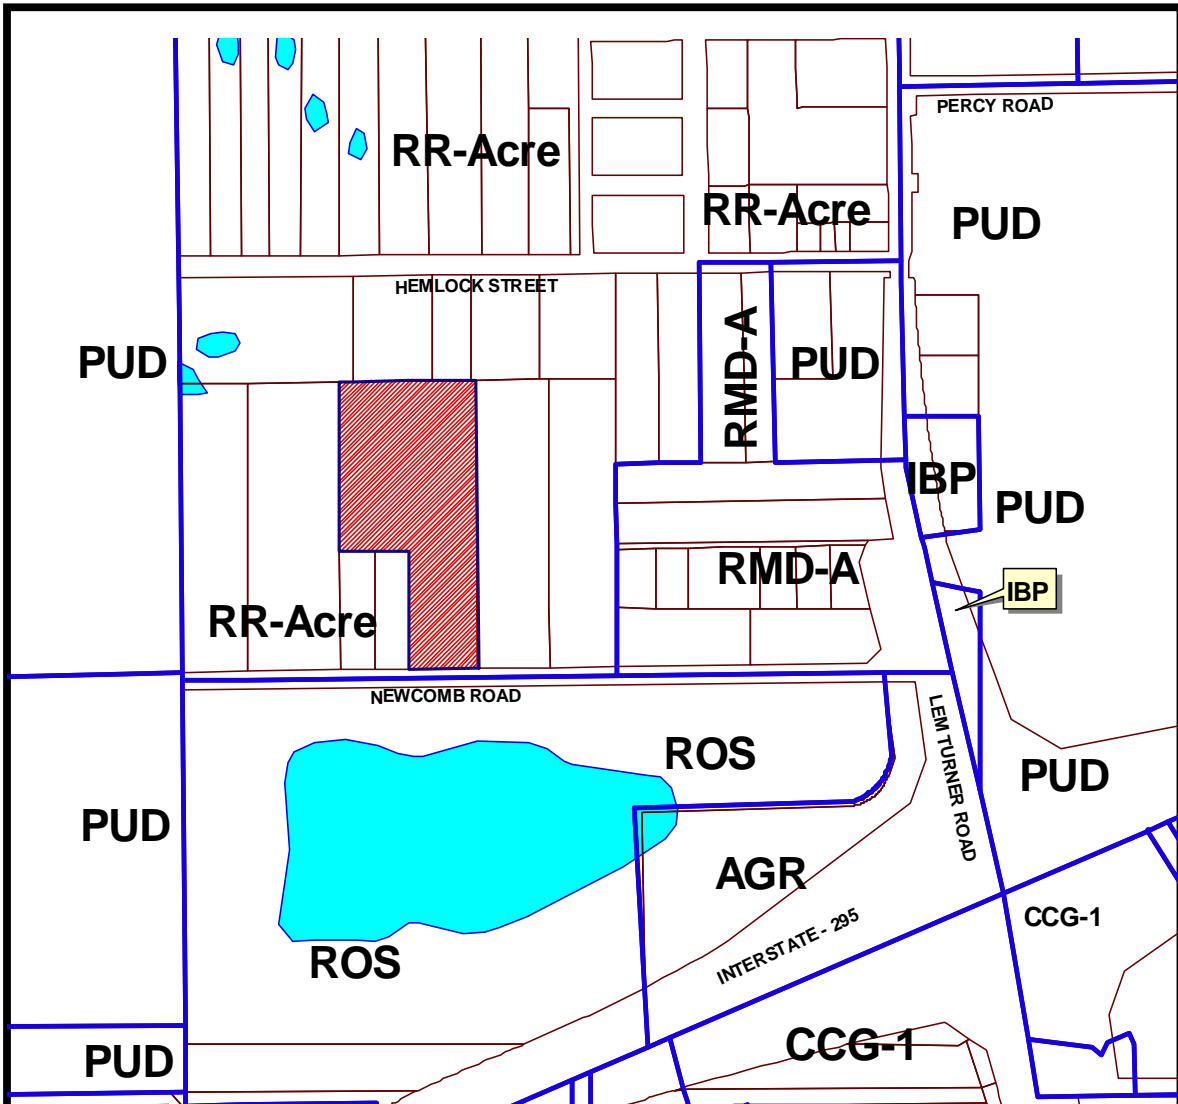 PERCY ROAD
RR-Acre
RR-Acre
PUD
HEMLOCK STREET
PUD
RMD-A
PUD
IBP
PUD
RMD-A
IBP
RR-Acre
NEWCOMB ROAD
LEM TURNER ROAD
ROS
PUD
PUD
AGR
INTERSTATE - 295
CCG-1
ROS
CCG-1
PUD